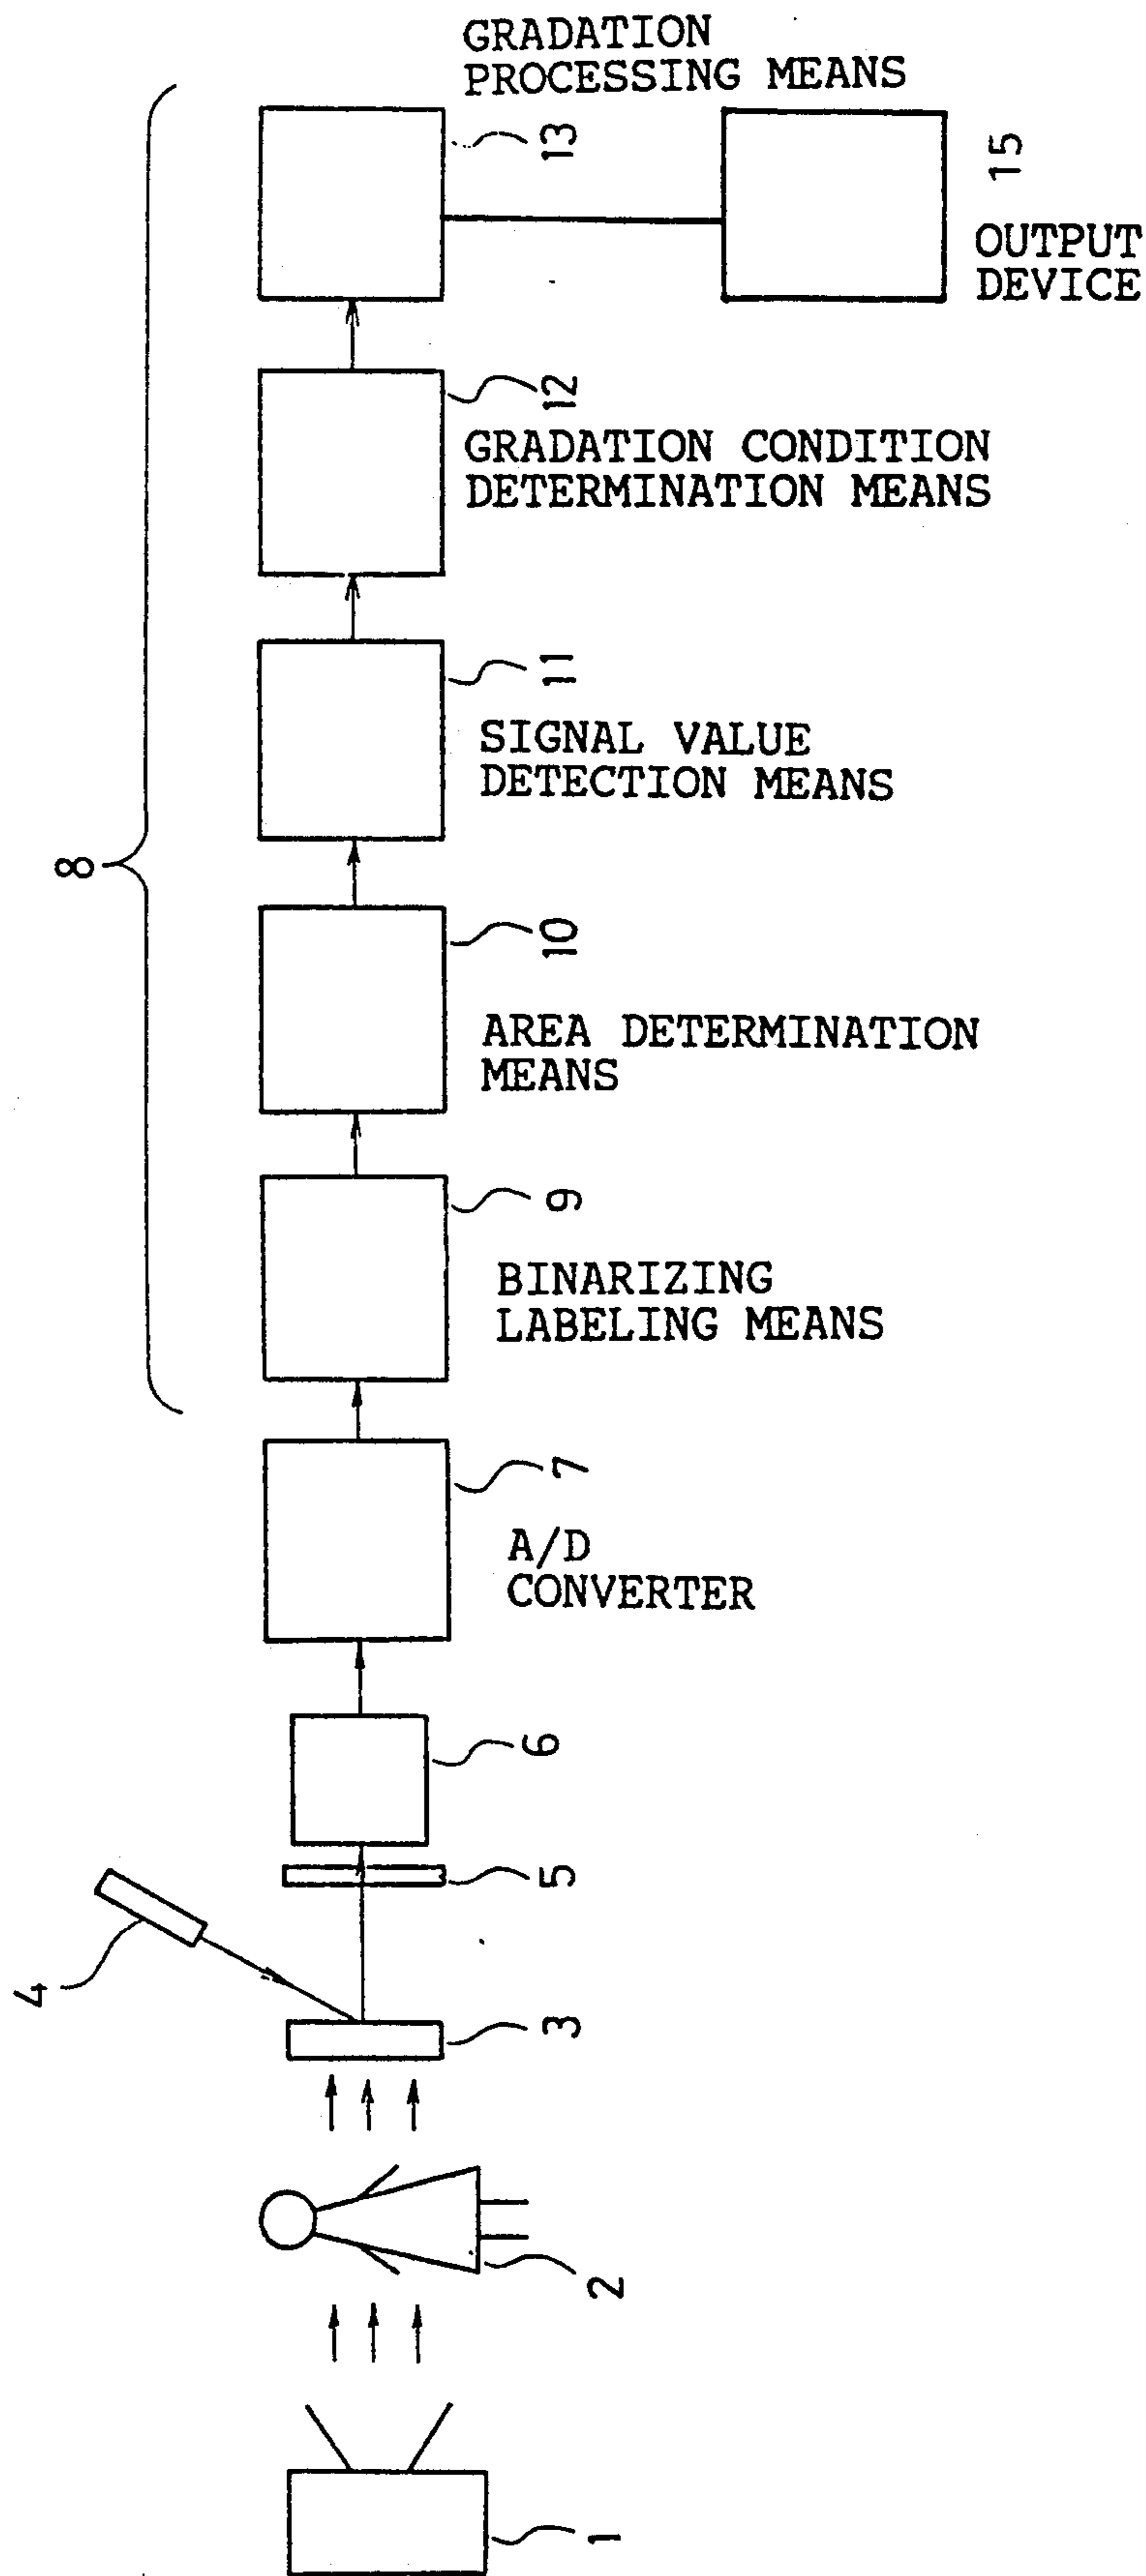 8
GRADATION
PROCESSING MEANS
13
15
OUTPUT
DEVICE
12
GRADATION CONDITION
DETERMINATION MEANS
11
SIGNAL VALUE
DETECTION MEANS
10
AREA DETERMINATION
MEANS
9
BINARIZING
LABELING MEANS
7
A/D
CONVERTER
6
5
4
3
2
1